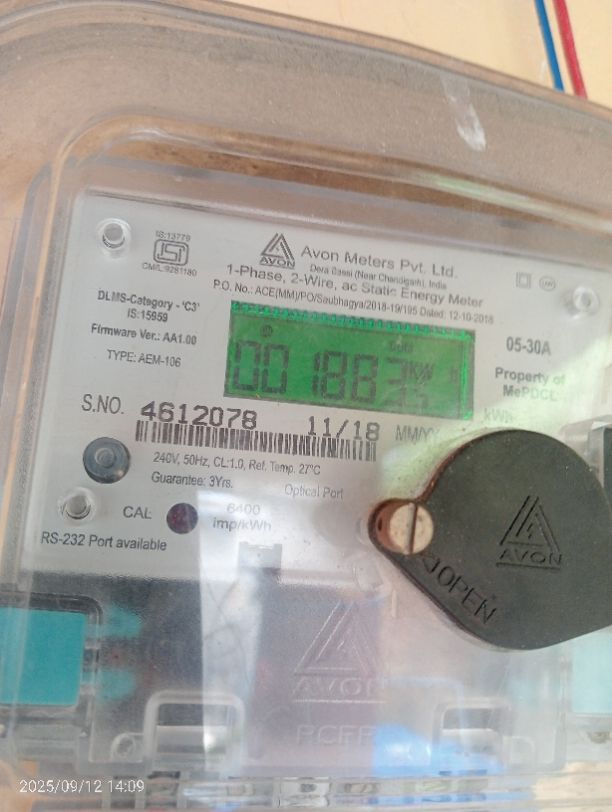 IS:13779
ISI
CM/L:9281180
AVON
Avon Meters Pvt. Ltd.
Dera Bassi (Near Chandigarh), India
1-Phase, 2-Wire, ac Static Energy Meter
P.O. No.: ACE(MM)/PO/Saubhagya/2018-19/195 Dated: 12-10-2018
DLMS-Category - 'C3'
IS:15959
Firmware Ver.: AA1.00
TYPE: AEM-106
05-30A
Property of
MePDCL
kWh
S.NO. 4612078 11/18 MM/YY
240V, 50Hz, CL:1.0, Ref. Temp. 27°C
Guarantee: 3Yrs.
Optical Port
CAL
6400
imp/kWh
RS-232 Port available
AVON
OPEN
AVON
2025/09/12 14:09